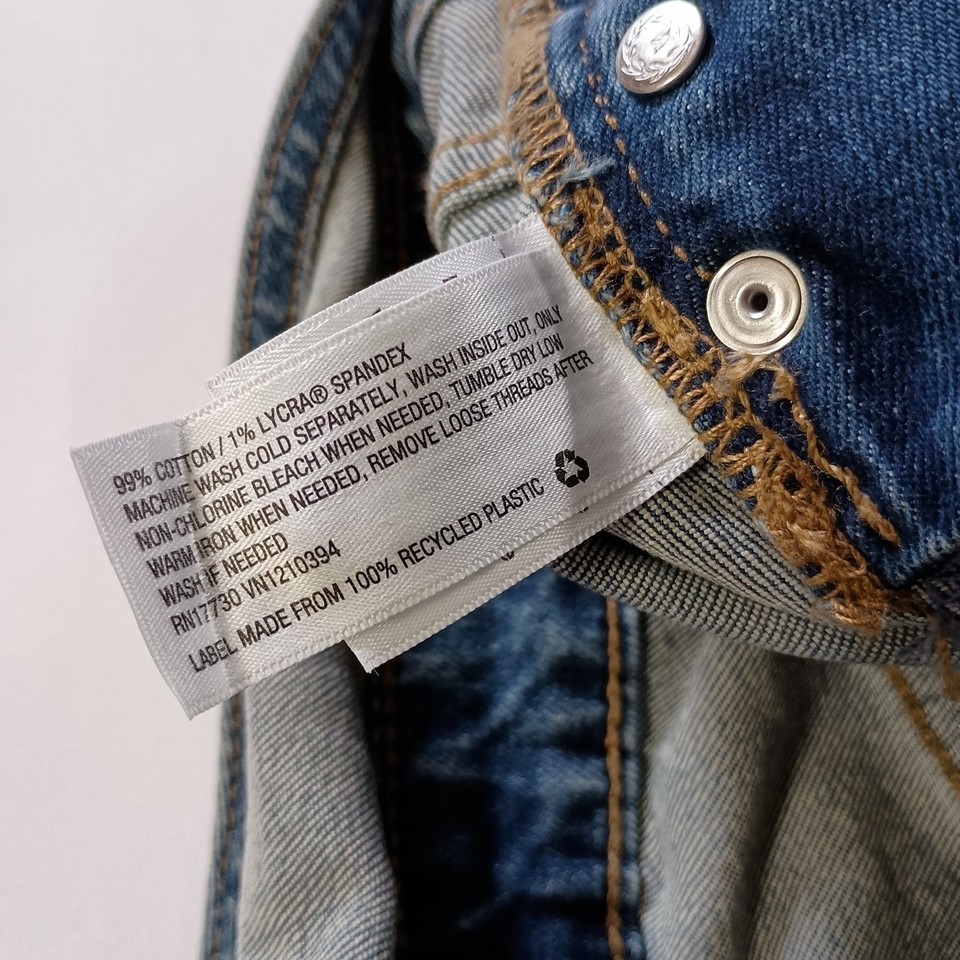 99% COTTON / 1% LYCRA® SPANDEX
MACHINE WASH COLD SEPARATELY, WASH INSIDE OUT, ONLY
NON-CHLORINE BLEACH WHEN NEEDED, TUMBLE DRY LOW
WARM IRON WHEN NEEDED, REMOVE LOOSE THREADS AFTER
WASH IF NEEDED
RN17730 VN1210394
LABEL MADE FROM 100% RECYCLED PLASTIC